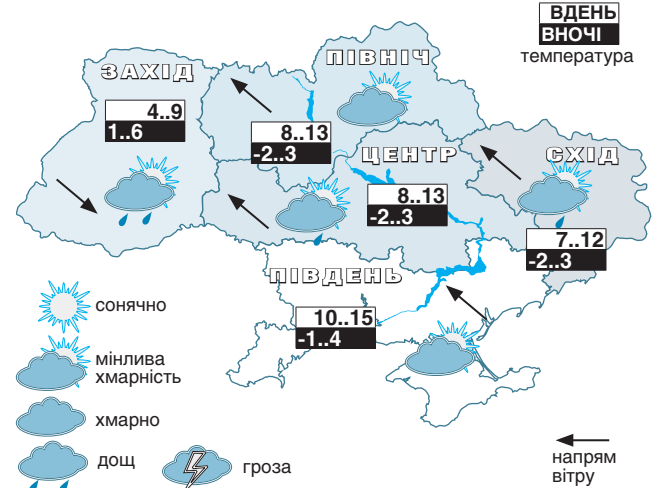 ВДЕНЬ
ВНОЧІ
температура
ПІВНІЧ
ЗАХІД
4..9
1..6
8..13
-2..3
ЦЕНТР
СХІД
8..13
-2..3
7..12
-2..3
ПІВДЕНЬ
10..15
-1..4
сонячно
мінлива
хмарність
хмарно
дощ
гроза
напрям
вітру